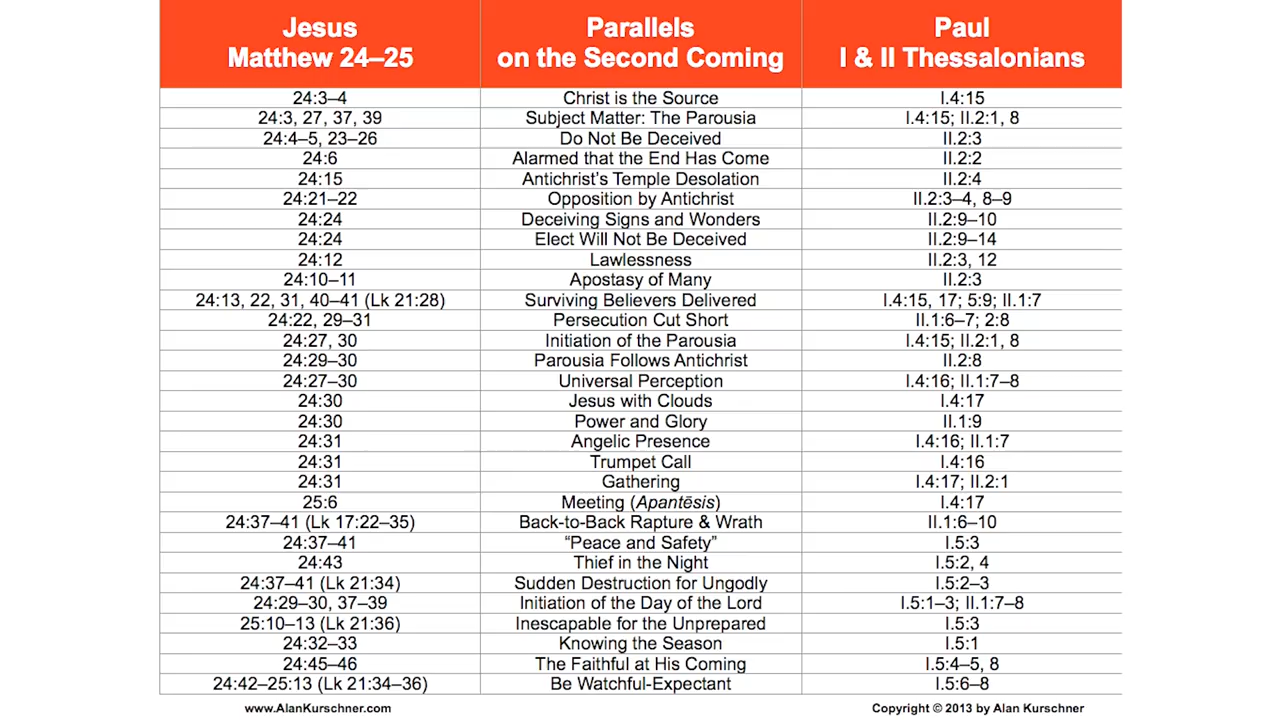 Jesus
Matthew 24–25
Parallels
on the Second Coming
Paul
I & II Thessalonians
24:3–4 Christ is the Source I.4:15
24:3, 27, 37, 39 Subject Matter: The Parousia I.4:15; II.2:1, 8
24:4–5, 23–26 Do Not Be Deceived II.2:3
24:6 Alarmed that the End Has Come II.2:2
24:15 Antichrist’s Temple Desolation II.2:4
24:21–22 Opposition by Antichrist II.2:3–4, 8–9
24:24 Deceiving Signs and Wonders II.2:9–10
24:24 Elect Will Not Be Deceived II.2:9–14
24:12 Lawlessness II.2:3, 12
24:10–11 Apostasy of Many II.2:3
24:13, 22, 31, 40–41 (Lk 21:28) Surviving Believers Delivered I.4:15, 17; 5:9; II.1:7
24:22, 29–31 Persecution Cut Short II.1:6–7; 2:8
24:27, 30 Initiation of the Parousia I.4:15; II.2:1, 8
24:29–30 Parousia Follows Antichrist II.2:8
24:27–30 Universal Perception I.4:16; II.1:7–8
24:30 Jesus with Clouds I.4:17
24:30 Power and Glory II.1:9
24:31 Angelic Presence I.4:16; II.1:7
24:31 Trumpet Call I.4:16
24:31 Gathering I.4:17; II.2:1
25:6 Meeting (Apantēsis) I.4:17
24:37–41 (Lk 17:22–35) Back-to-Back Rapture & Wrath II.1:6–10
24:37–41 “Peace and Safety” I.5:3
24:43 Thief in the Night I.5:2, 4
24:37–41 (Lk 21:34) Sudden Destruction for Ungodly I.5:2–3
24:29–30, 37–39 Initiation of the Day of the Lord I.5:1–3; II.1:7–8
25:10–13 (Lk 21:36) Inescapable for the Unprepared I.5:3
24:32–33 Knowing the Season I.5:1
24:45–46 The Faithful at His Coming I.5:4–5, 8
24:42–25:13 (Lk 21:34–36) Be Watchful-Expectant I.5:6–8
www.AlanKurschner.com Copyright © 2013 by Alan Kurschner